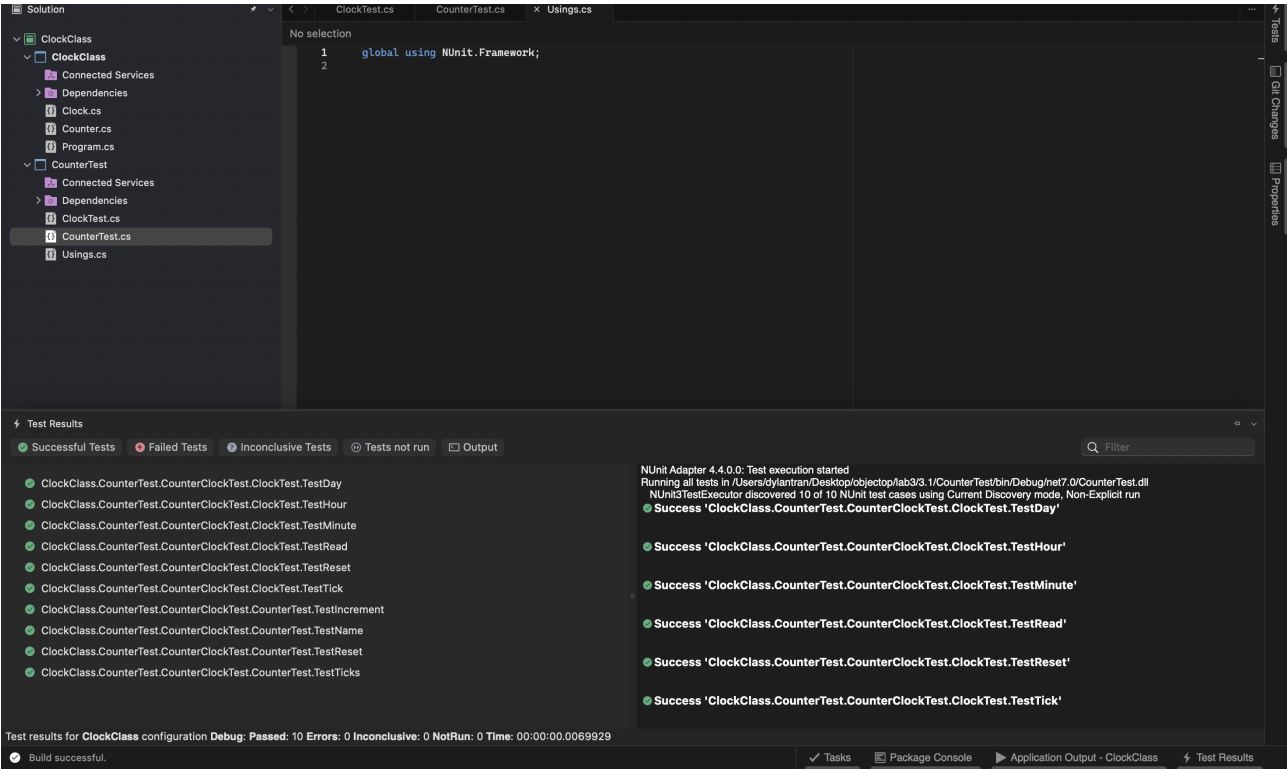 Solution
ClockTest.cs
CounterTest.cs
× Usings.cs
No selection
ClockClass
ClockClass
Connected Services
Dependencies
Clock.cs
Counter.cs
Program.cs
CounterTest
Connected Services
Dependencies
ClockTest.cs
CounterTest.cs
Usings.cs
1 global using NUnit.Framework;
2
Tests
Git Changes
Properties
Test Results
Successful Tests
Failed Tests
Inconclusive Tests
Tests not run
Output
Filter
ClockClass.CounterTest.CounterClockTest.ClockTest.TestDay
ClockClass.CounterTest.CounterClockTest.ClockTest.TestHour
ClockClass.CounterTest.CounterClockTest.ClockTest.TestMinute
ClockClass.CounterTest.CounterClockTest.ClockTest.TestRead
ClockClass.CounterTest.CounterClockTest.ClockTest.TestReset
ClockClass.CounterTest.CounterClockTest.ClockTest.TestTick
ClockClass.CounterTest.CounterClockTest.CounterTest.TestIncrement
ClockClass.CounterTest.CounterClockTest.CounterTest.TestName
ClockClass.CounterTest.CounterClockTest.CounterTest.TestReset
ClockClass.CounterTest.CounterClockTest.CounterTest.TestTicks
NUnit Adapter 4.4.0.0: Test execution started
Running all tests in /Users/dylantran/Desktop/objectop/lab3/3.1/CounterTest/bin/Debug/net7.0/CounterTest.dll
NUnit3TestExecutor discovered 10 of 10 NUnit test cases using Current Discovery mode, Non-Explicit run
Success 'ClockClass.CounterTest.CounterClockTest.ClockTest.TestDay'
Success 'ClockClass.CounterTest.CounterClockTest.ClockTest.TestHour'
Success 'ClockClass.CounterTest.CounterClockTest.ClockTest.TestMinute'
Success 'ClockClass.CounterTest.CounterClockTest.ClockTest.TestRead'
Success 'ClockClass.CounterTest.CounterClockTest.ClockTest.TestReset'
Success 'ClockClass.CounterTest.CounterClockTest.ClockTest.TestTick'
Test results for ClockClass configuration Debug: Passed: 10 Errors: 0 Inconclusive: 0 NotRun: 0 Time: 00:00:00.0069929
Build successful.
Tasks
Package Console
Application Output - ClockClass
Test Results